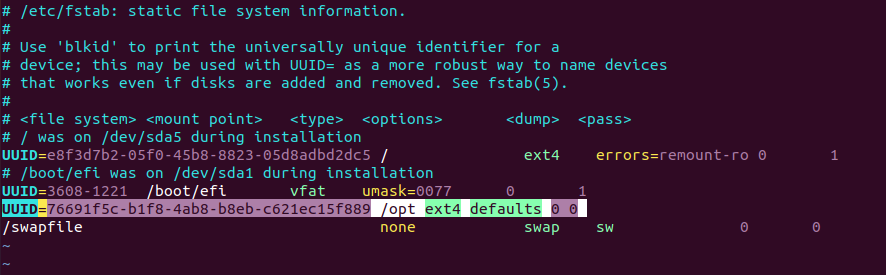 # /etc/fstab: static file system information.
#
# Use 'blkid' to print the universally unique identifier for a
# device; this may be used with UUID= as a more robust way to name devices
# that works even if disks are added and removed. See fstab(5).
#
# <file system> <mount point>   <type>  <options>       <dump>  <pass>
# / was on /dev/sda5 during installation
UUID=e8f3d7b2-05f0-45b8-8823-05d8adbd2dc5 /               ext4    errors=remount-ro 0       1
# /boot/efi was on /dev/sda1 during installation
UUID=3608-1221  /boot/efi       vfat    umask=0077      0       1
UUID=76691f5c-b1f8-4ab8-b8eb-c621ec15f889 /opt ext4 defaults 0 0
/swapfile                                 none            swap    sw              0       0
~
~